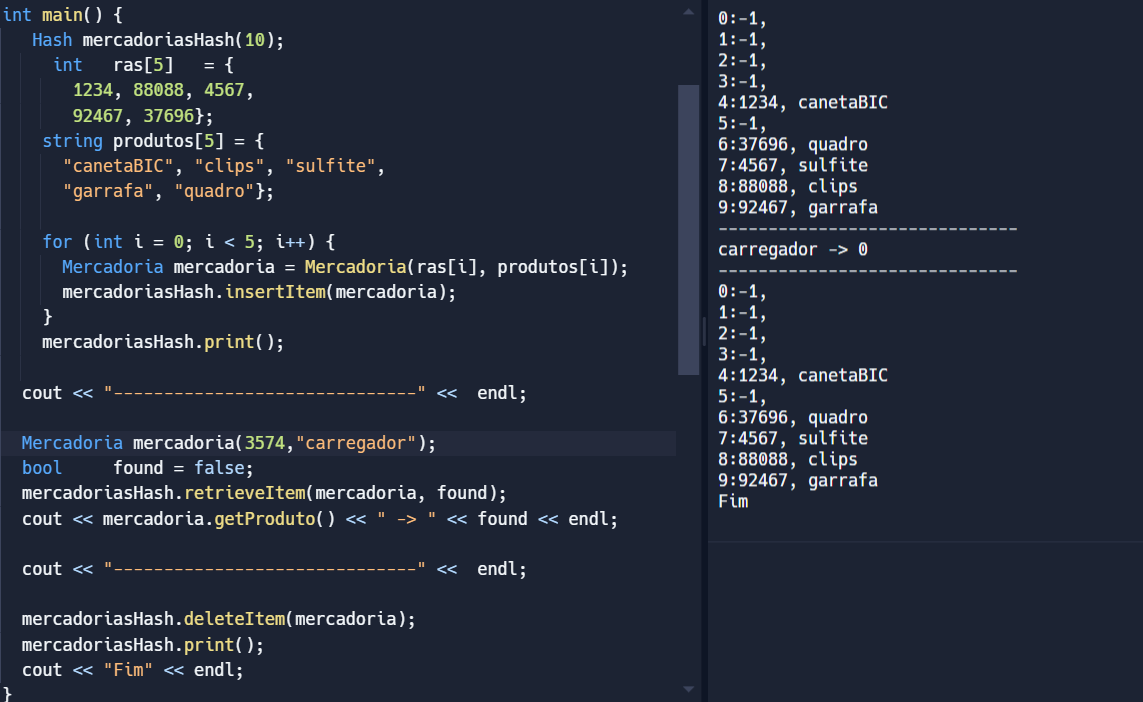 int main() {
Hash mercadoriasHash(10);
int ras[5] = {
1234, 88088, 4567,
92467, 37696};
string produtos[5] = {
"canetaBIC", "clips", "sulfite",
"garrafa", "quadro"};
for (int i = 0; i < 5; i++) {
Mercadoria mercadoria = Mercadoria(ras[i], produtos[i]);
mercadoriasHash.insertItem(mercadoria);
}
mercadoriasHash.print();
cout << "------------------------------" << endl;
Mercadoria mercadoria(3574,"carregador");
bool found = false;
mercadoriasHash.retrieveItem(mercadoria, found);
cout << mercadoria.getProduto() << " -> " << found << endl;
cout << "------------------------------" << endl;
mercadoriasHash.deleteItem(mercadoria);
mercadoriasHash.print();
cout << "Fim" << endl;
}
0:-1,
1:-1,
2:-1,
3:-1,
4:1234, canetaBIC
5:-1,
6:37696, quadro
7:4567, sulfite
8:88088, clips
9:92467, garrafa
------------------------------
carregador -> 0
------------------------------
0:-1,
1:-1,
2:-1,
3:-1,
4:1234, canetaBIC
5:-1,
6:37696, quadro
7:4567, sulfite
8:88088, clips
9:92467, garrafa
Fim